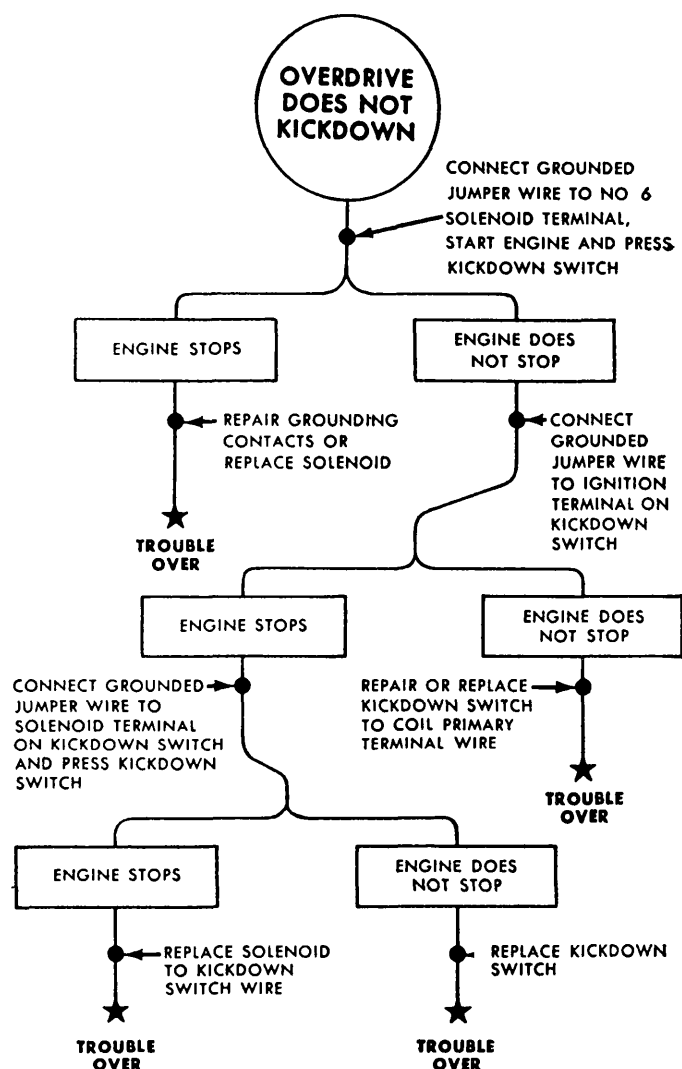 OVERDRIVE
DOES NOT
KICKDOWN
CONNECT GROUNDED
JUMPER WIRE TO NO 6
SOLENOID TERMINAL,
START ENGINE AND PRESS
KICKDOWN SWITCH
ENGINE STOPS
ENGINE DOES
NOT STOP
REPAIR GROUNDING
CONTACTS OR
REPLACE SOLENOID
CONNECT
GROUNDED
JUMPER WIRE
TO IGNITION
TERMINAL ON
KICKDOWN
SWITCH
TROUBLE
OVER
ENGINE STOPS
ENGINE DOES
NOT STOP
CONNECT GROUNDED
JUMPER WIRE TO
SOLENOID TERMINAL
ON KICKDOWN SWITCH
AND PRESS KICKDOWN
SWITCH
REPAIR OR REPLACE
KICKDOWN SWITCH
TO COIL PRIMARY
TERMINAL WIRE
TROUBLE
OVER
ENGINE STOPS
ENGINE DOES
NOT STOP
REPLACE SOLENOID
TO KICKDOWN
SWITCH WIRE
REPLACE KICKDOWN
SWITCH
TROUBLE
OVER
TROUBLE
OVER